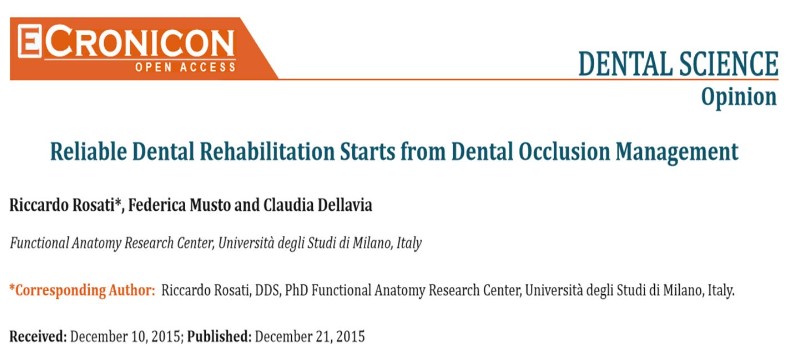 ECRONICON
OPEN ACCESS
DENTAL SCIENCE
Opinion
Reliable Dental Rehabilitation Starts from Dental Occlusion Management
Riccardo Rosati*, Federica Musto and Claudia Dellavia
Functional Anatomy Research Center, Università degli Studi di Milano, Italy
*Corresponding Author: Riccardo Rosati, DDS, PhD Functional Anatomy Research Center, Università degli Studi di Milano, Italy.
Received: December 10, 2015; Published: December 21, 2015